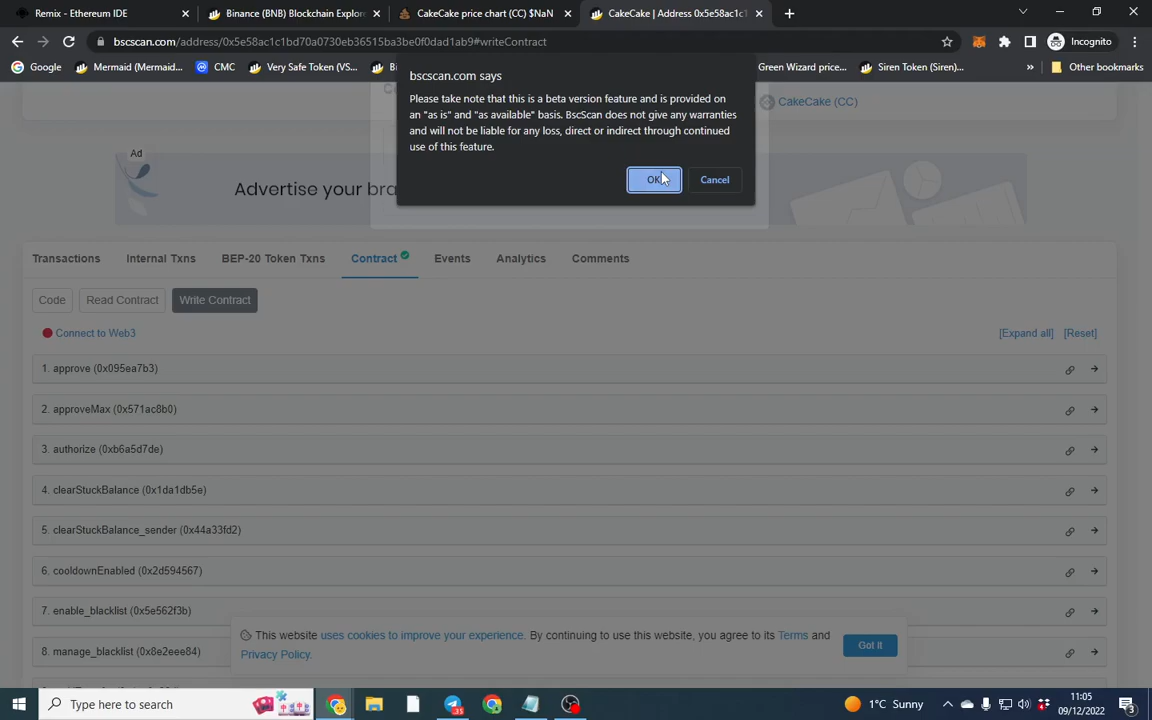 Remix - Ethereum IDE
Binance (BNB) Blockchain Explor
CakeCake price chart (CC) $NaN
CakeCake | Address 0x5e58ac1c1
bscscan.com/address/0x5e58ac1c1bd70a0730eb36515ba3be0f0dad1ab9#writeContract
Incognito
Google
Mermaid (Mermaid...
CMC
Very Safe Token (VS...
Green Wizard price...
Siren Token (Siren)...
»
Other bookmarks
bscscan.com says
Please take note that this is a beta version feature and is provided on
an "as is" and "as available" basis. BscScan does not give any warranties
and will not be liable for any loss, direct or indirect through continued
use of this feature.
OK
Cancel
CakeCake (CC)
Ad
Advertise your bra
Transactions
Internal Txns
BEP-20 Token Txns
Contract
Events
Analytics
Comments
Code
Read Contract
Write Contract
Connect to Web3
[Expand all]
[Reset]
1. approve (0x095ea7b3)
2. approveMax (0x571ac8b0)
3. authorize (0xb6a5d7de)
4. clearStuckBalance (0x1da1db5e)
5. clearStuckBalance_sender (0x44a33fd2)
6. cooldownEnabled (0x2d594567)
7. enable_blacklist (0x5e562f3b)
8. manage_blacklist (0x8e2eee84)
This website uses cookies to improve your experience. By continuing to use this website, you agree to its Terms and
Privacy Policy.
Got It
Type here to search
35
1°C Sunny
11:05
09/12/2022
3